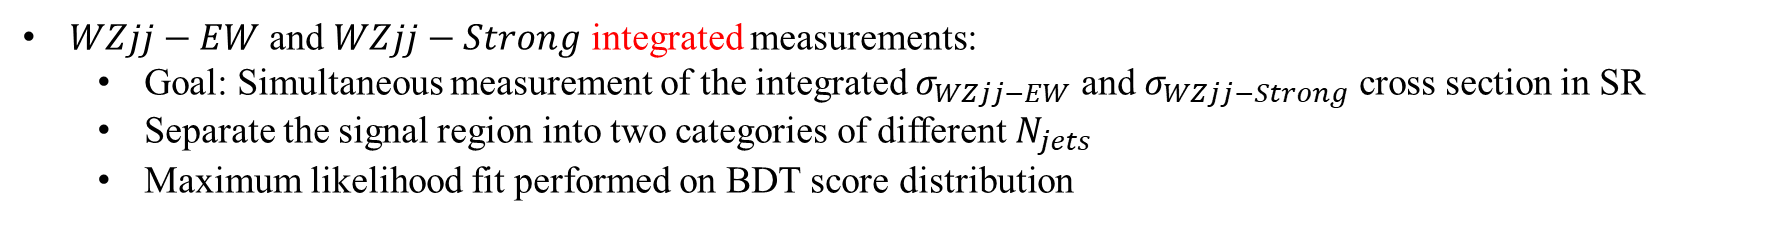 • WZjj − EW and WZjj − Strong integrated measurements:
• Goal: Simultaneous measurement of the integrated σ_{WZjj−EW} and σ_{WZjj−Strong} cross section in SR
• Separate the signal region into two categories of different N_{jets}
• Maximum likelihood fit performed on BDT score distribution